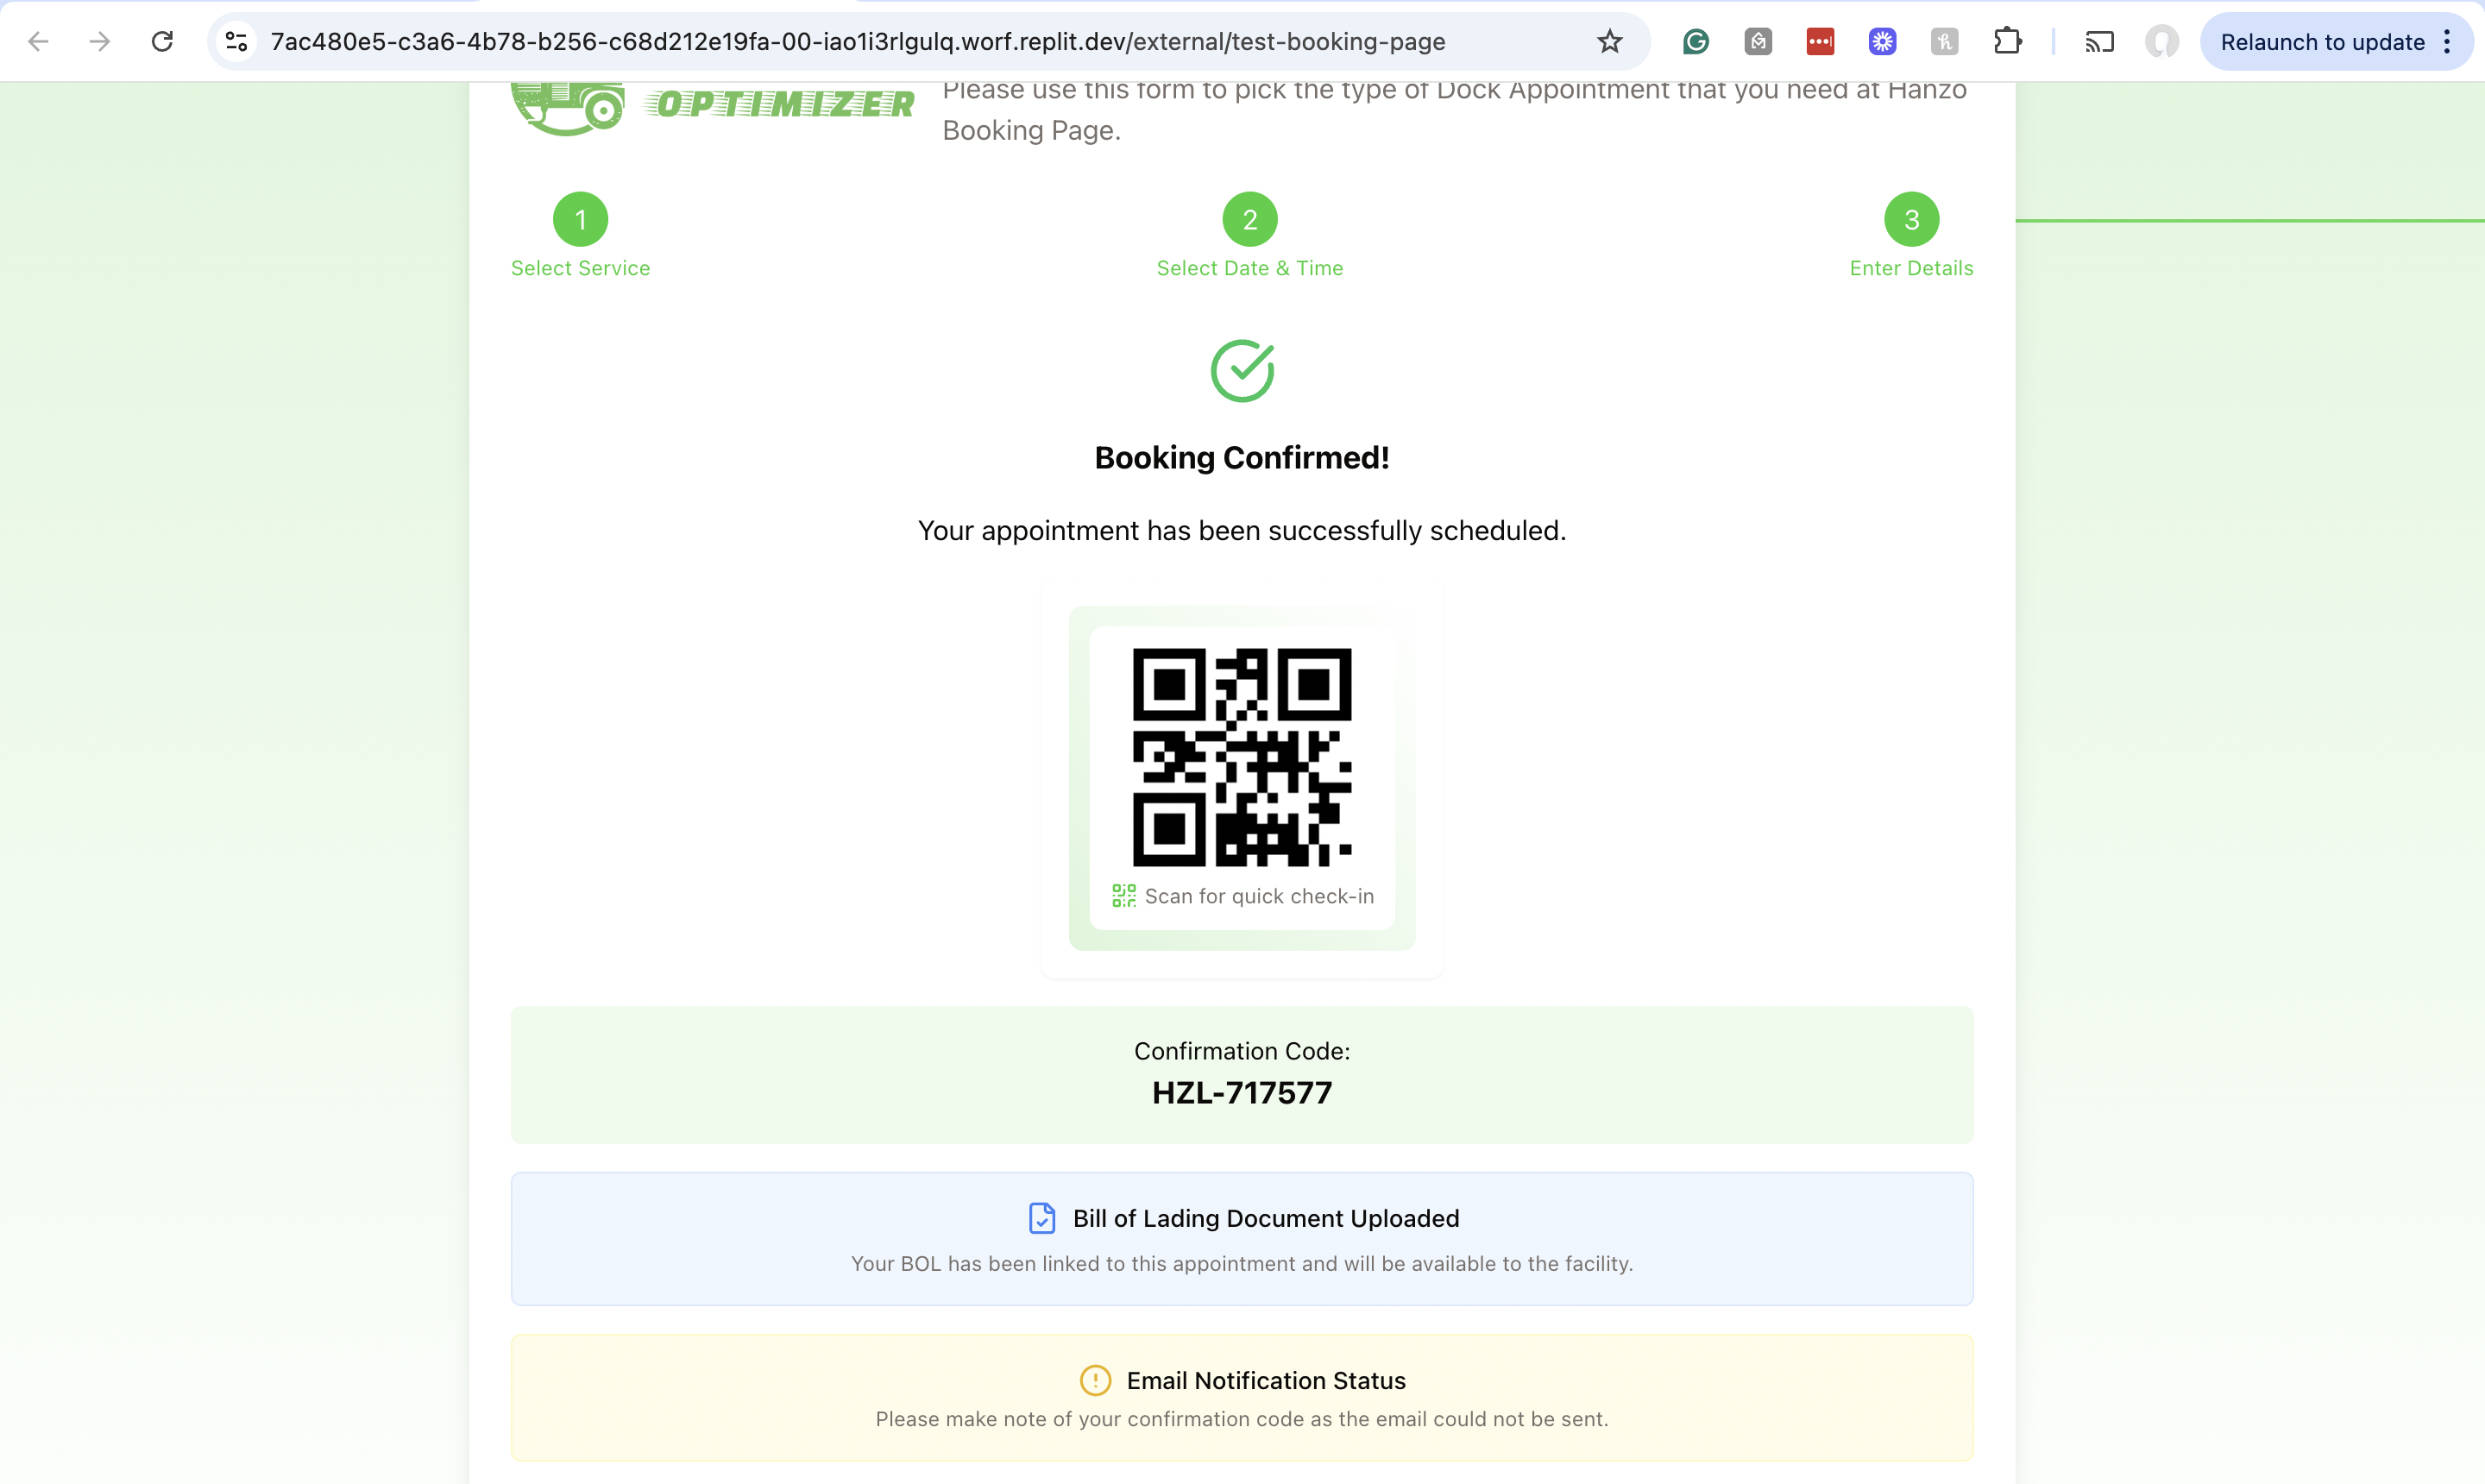 7ac480e5-c3a6-4b78-b256-c68d212e19fa-00-iao1i3rlgulq.worf.replit.dev/external/test-booking-page
Relaunch to update
OPTIMIZER
Please use this form to pick the type of Dock Appointment that you need at Hanzo
Booking Page.
1
2
3
Select Service
Select Date & Time
Enter Details
Booking Confirmed!
Your appointment has been successfully scheduled.
Scan for quick check-in
Confirmation Code:
HZL-717577
Bill of Lading Document Uploaded
Your BOL has been linked to this appointment and will be available to the facility.
Email Notification Status
Please make note of your confirmation code as the email could not be sent.